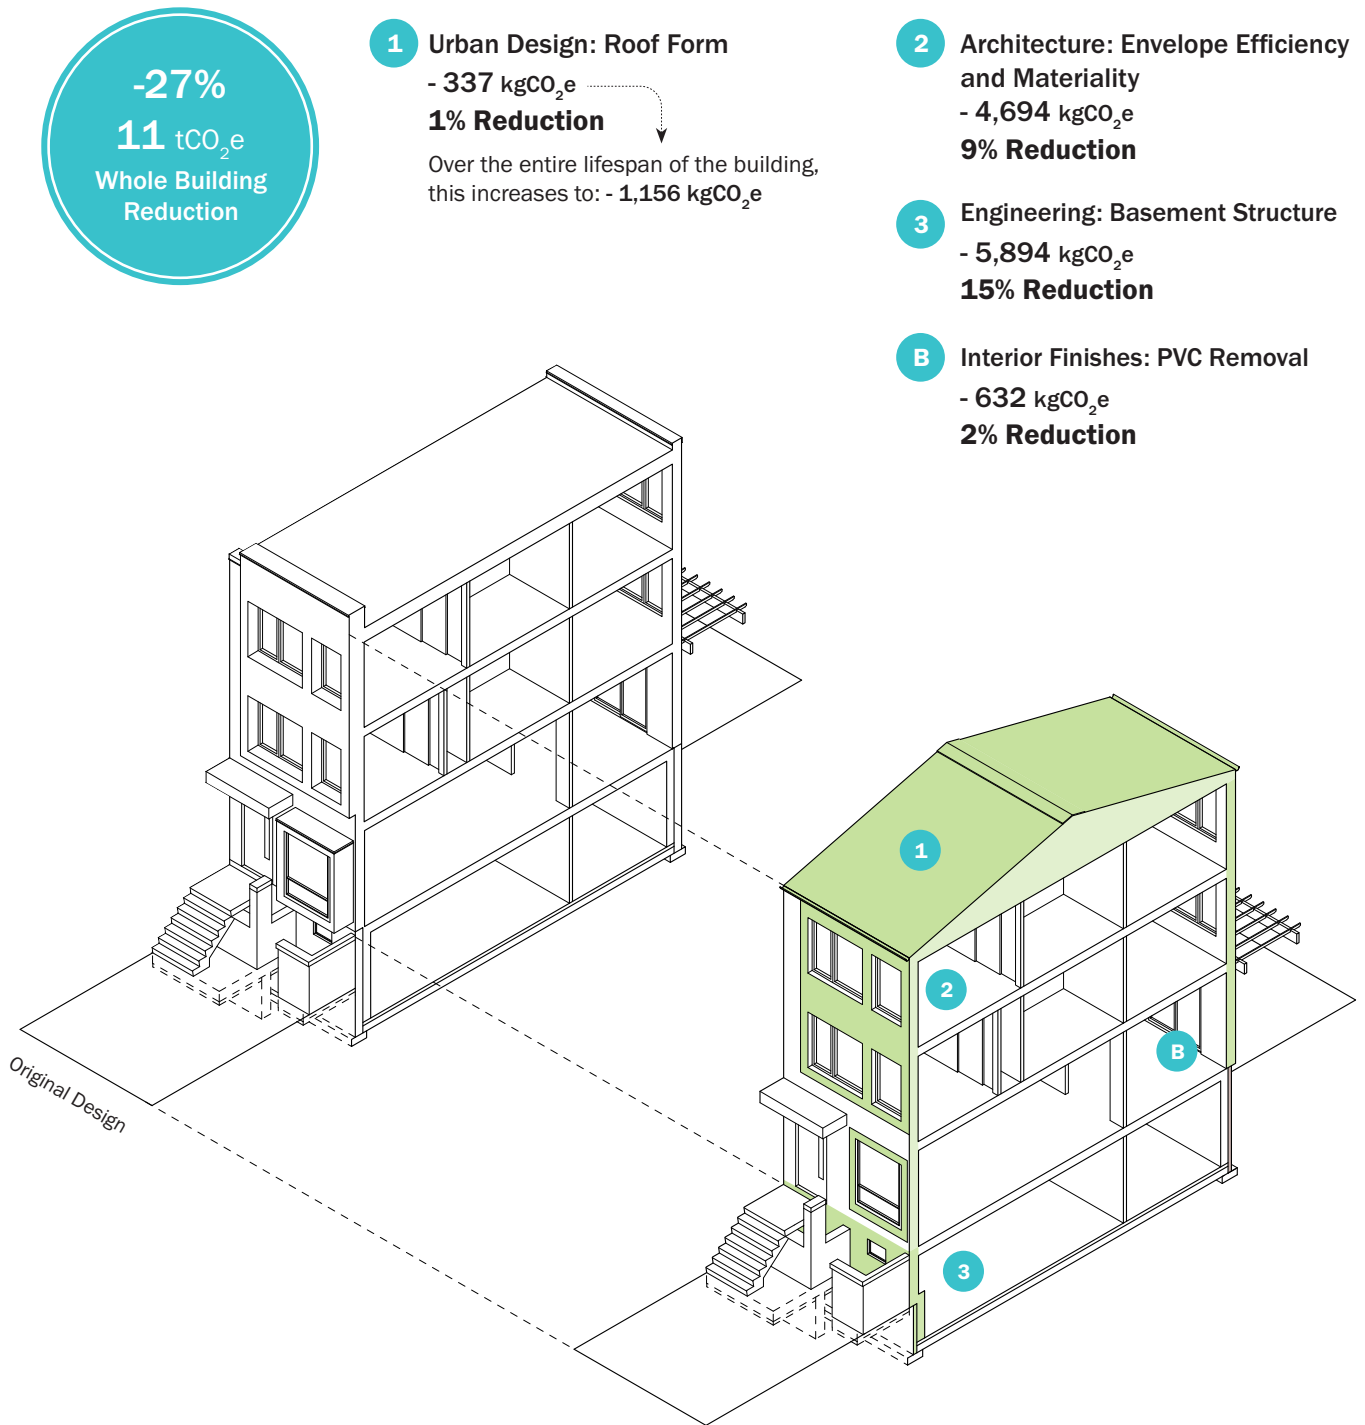 -27%
11 tCO₂e
Whole Building
Reduction
1 Urban Design: Roof Form
- 337 kgCO₂e
1% Reduction
Over the entire lifespan of the building,
this increases to: - 1,156 kgCO₂e
2 Architecture: Envelope Efficiency
and Materiality
- 4,694 kgCO₂e
9% Reduction
3 Engineering: Basement Structure
- 5,894 kgCO₂e
15% Reduction
B Interior Finishes: PVC Removal
- 632 kgCO₂e
2% Reduction
1
2
B
Original Design
3